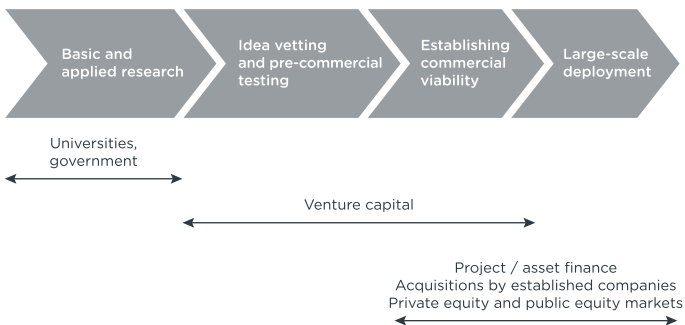 Basic and
applied research
Idea vetting
and pre-commercial
testing
Establishing
commercial
viability
Large-scale
deployment
Universities,
government
Venture capital
Project / asset finance
Acquisitions by established companies
Private equity and public equity markets